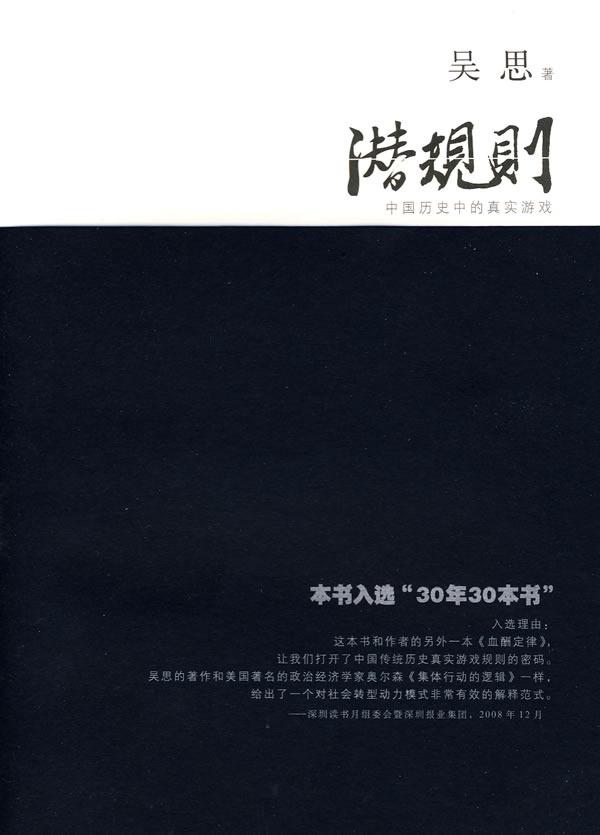 吴思 著
潜規則
中国历史中的真实游戏
本书入选“30年30本书”
入选理由：
这本书和作者的另外一本《血酬定律》，
让我们打开了中国传统历史真实游戏规则的密码。
吴思的著作和美国著名的政治经济学家奥尔森《集体行动的逻辑》一样，
给出了一个对社会转型动力模式非常有效的解释范式。
——深圳读书月组委会暨深圳报业集团，2008年12月